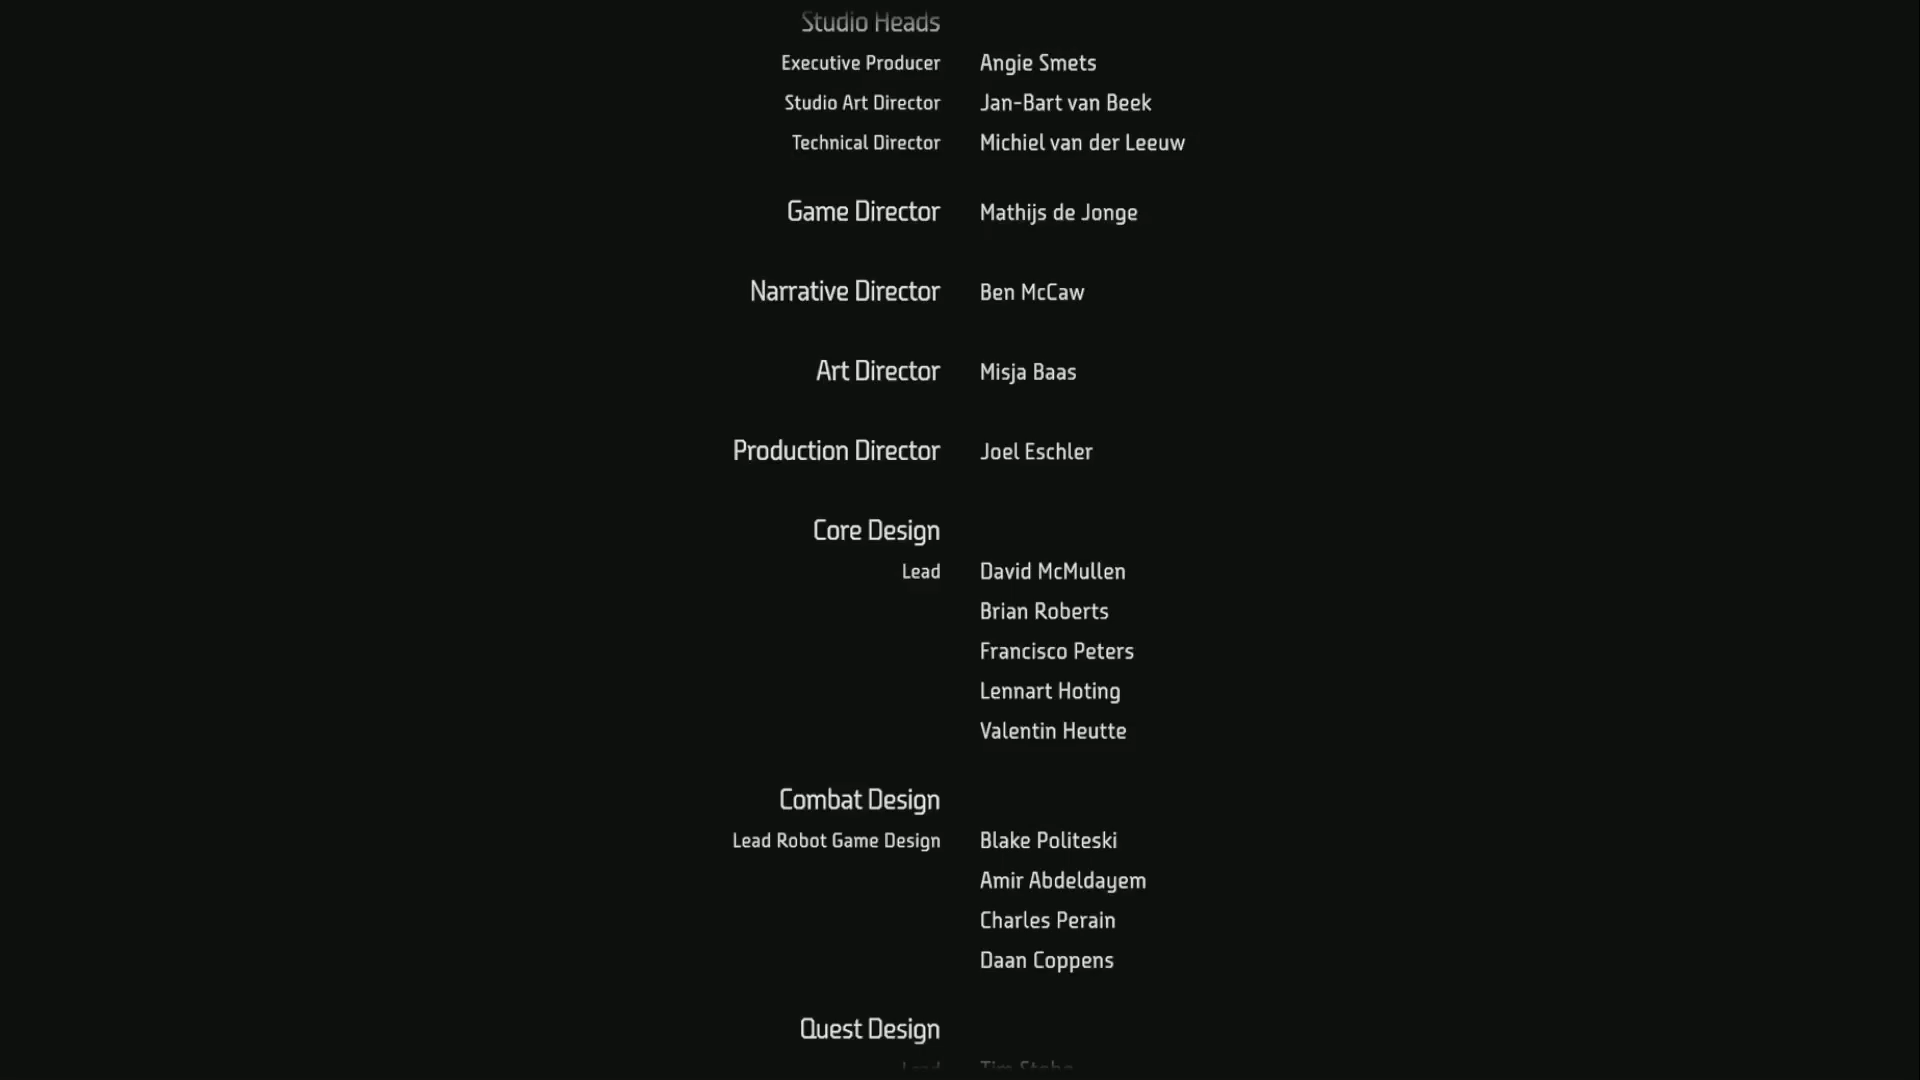 Studio Heads
Executive Producer Angie Smets
Studio Art Director Jan-Bart van Beek
Technical Director Michiel van der Leeuw
Game Director Mathijs de Jonge
Narrative Director Ben McCaw
Art Director Misja Baas
Production Director Joel Eschler
Core Design
Lead David McMullen
Brian Roberts
Francisco Peters
Lennart Hoting
Valentin Heutte
Combat Design
Lead Robot Game Design Blake Politeski
Amir Abdeldayem
Charles Perain
Daan Coppens
Quest Design